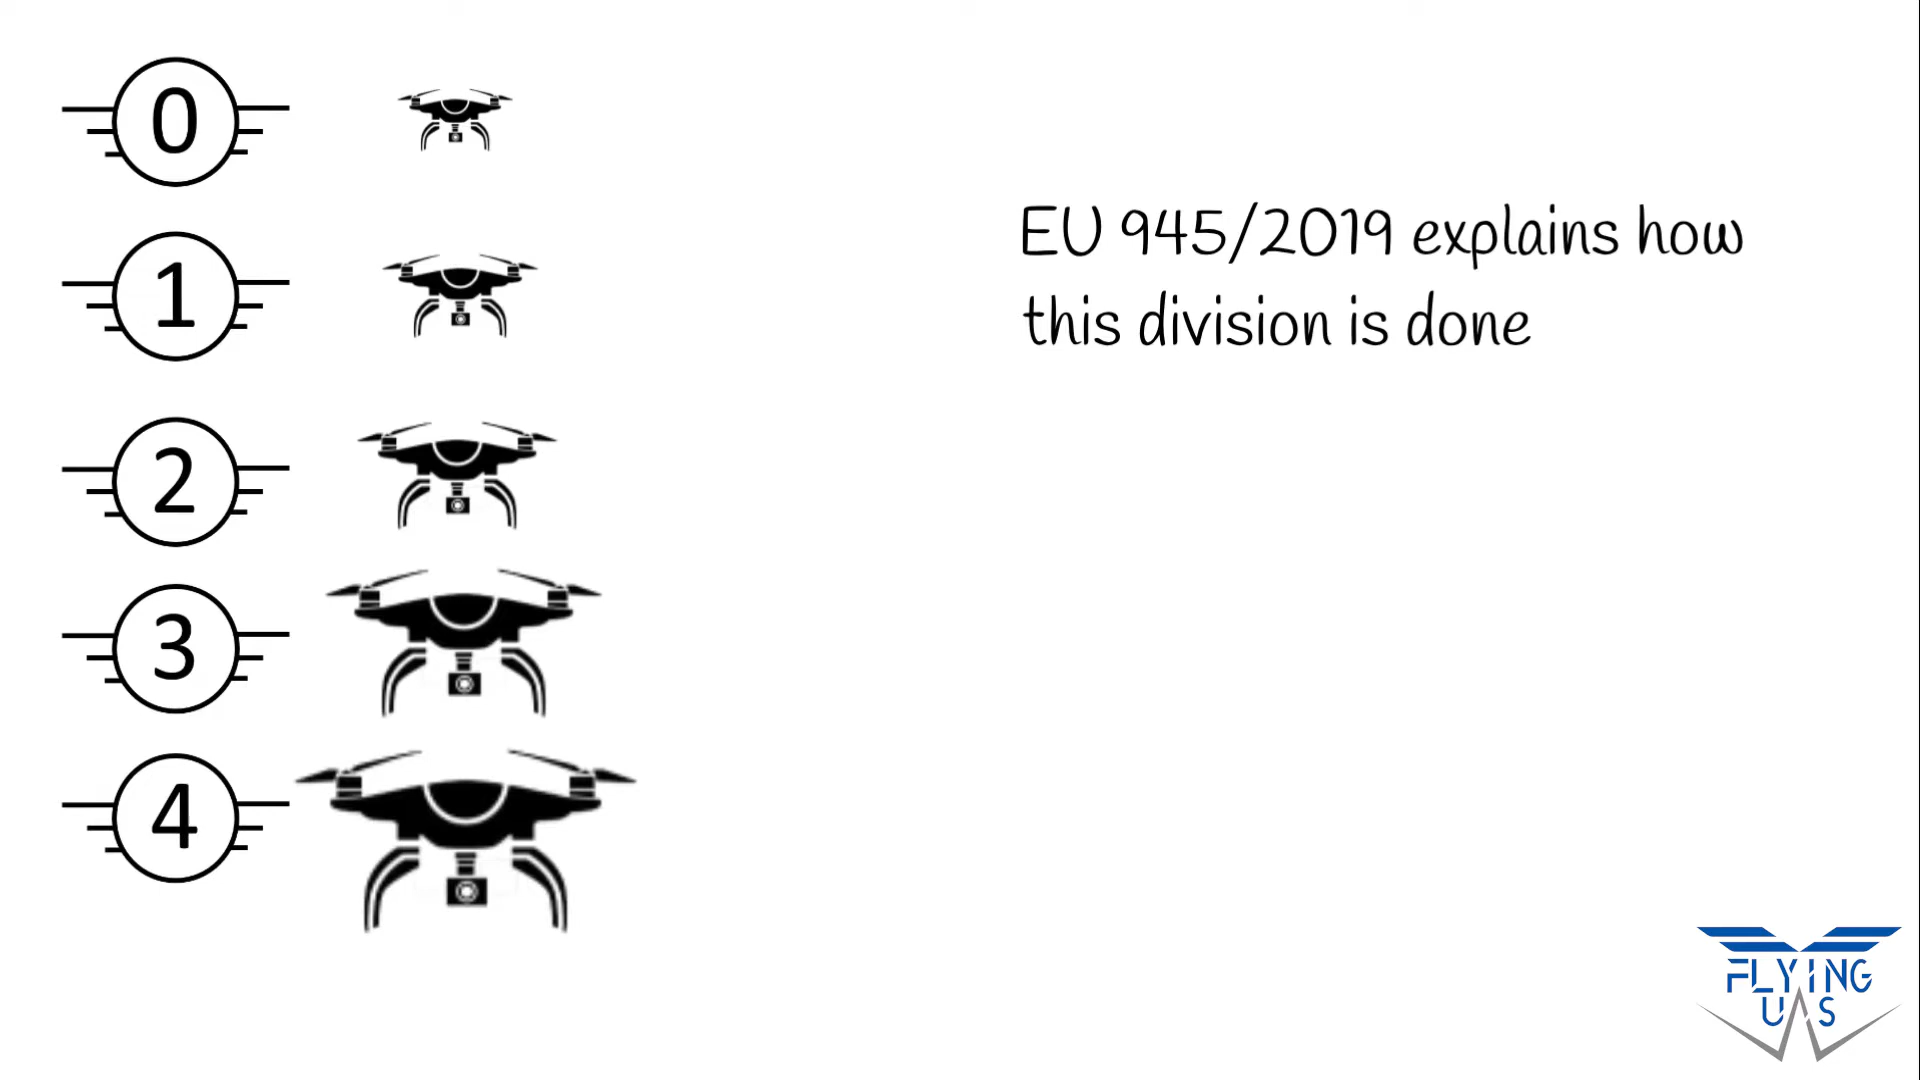 0
1
2
3
4
EU 945/2019 explains how
this division is done
FLYING
UAS